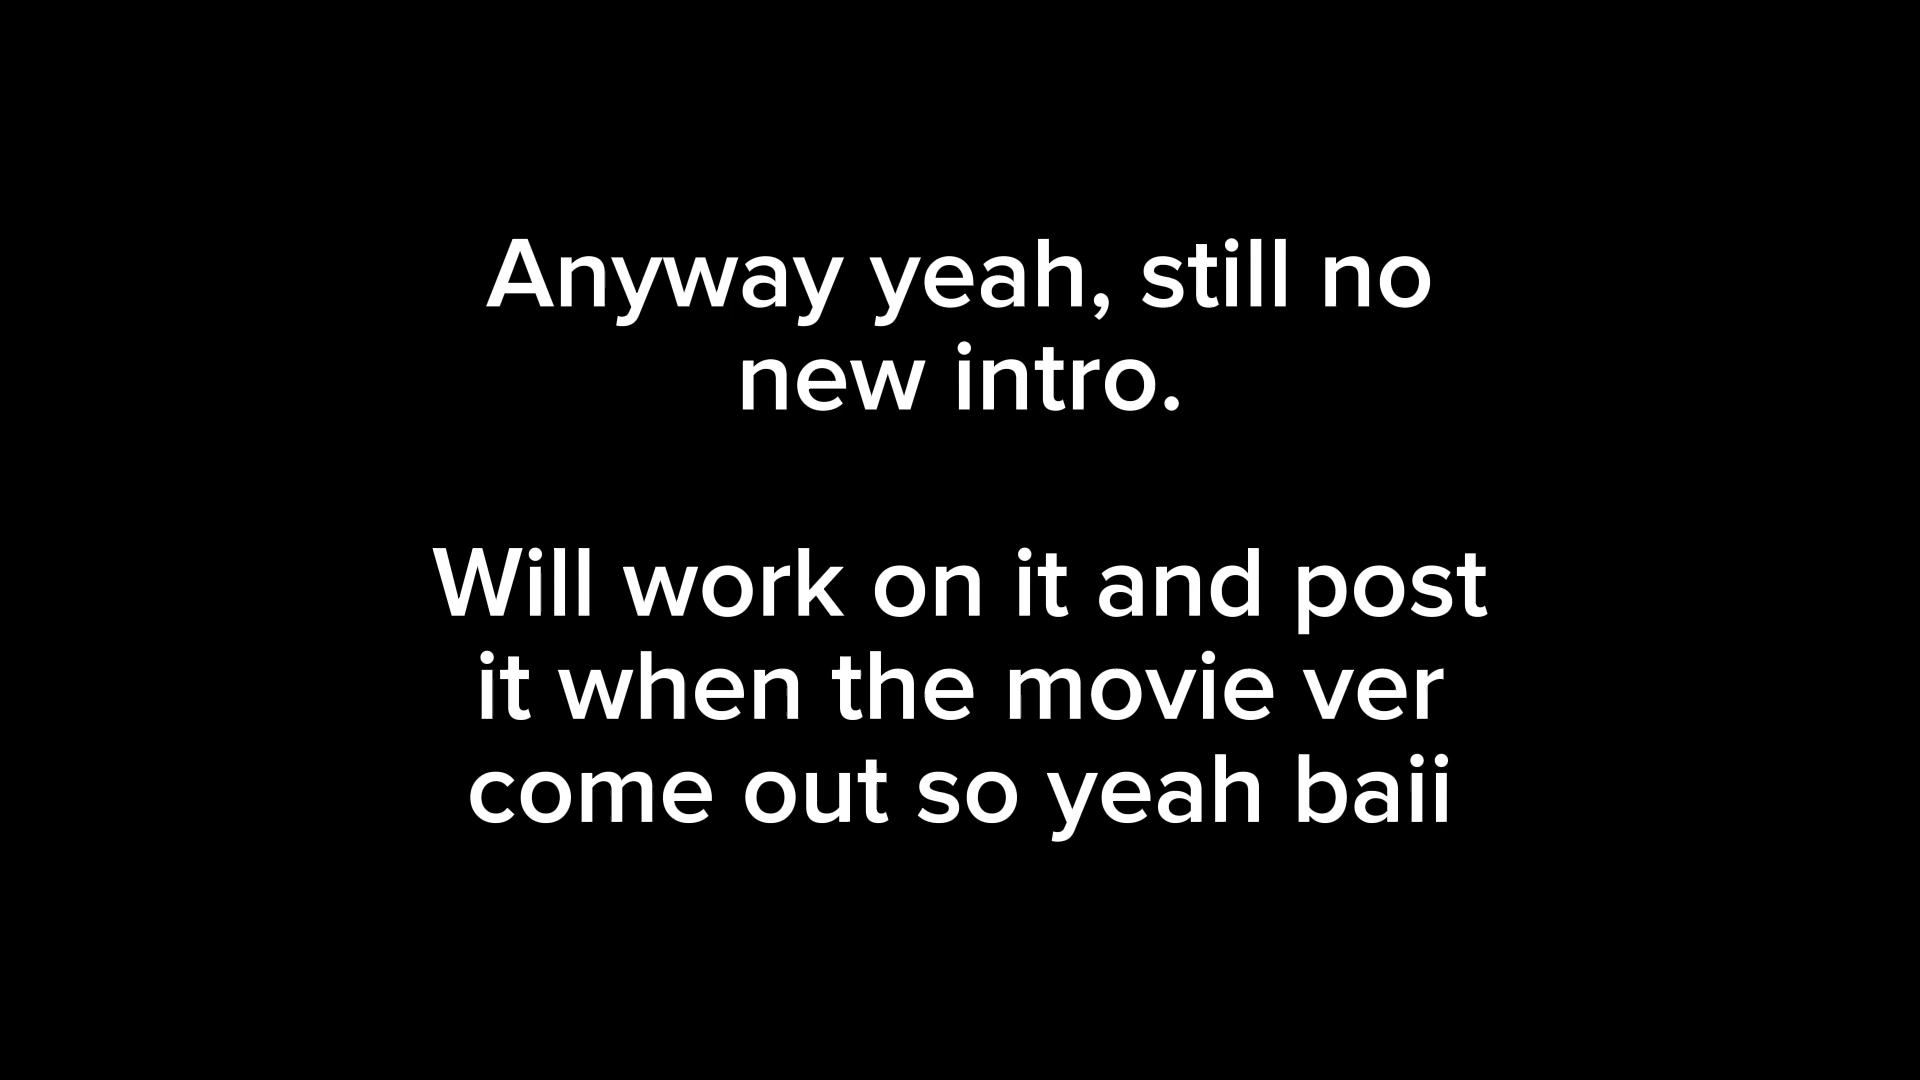 Anyway yeah, still no
new intro.
Will work on it and post
it when the movie ver
come out so yeah baii